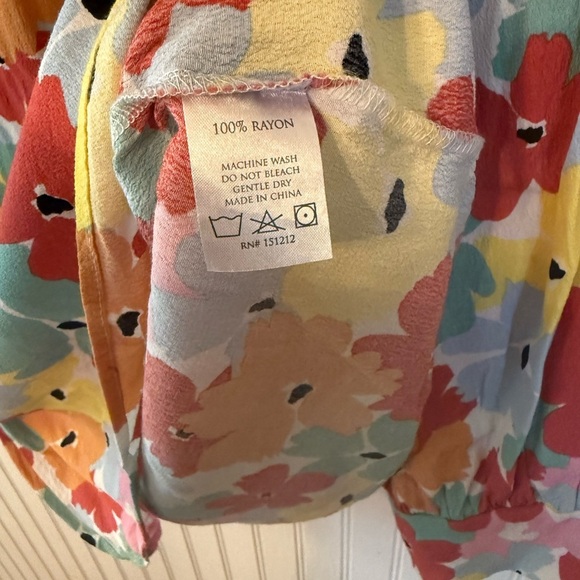 100% RAYON
MACHINE WASH
DO NOT BLEACH
GENTLE DRY
MADE IN CHINA
RN# 151212